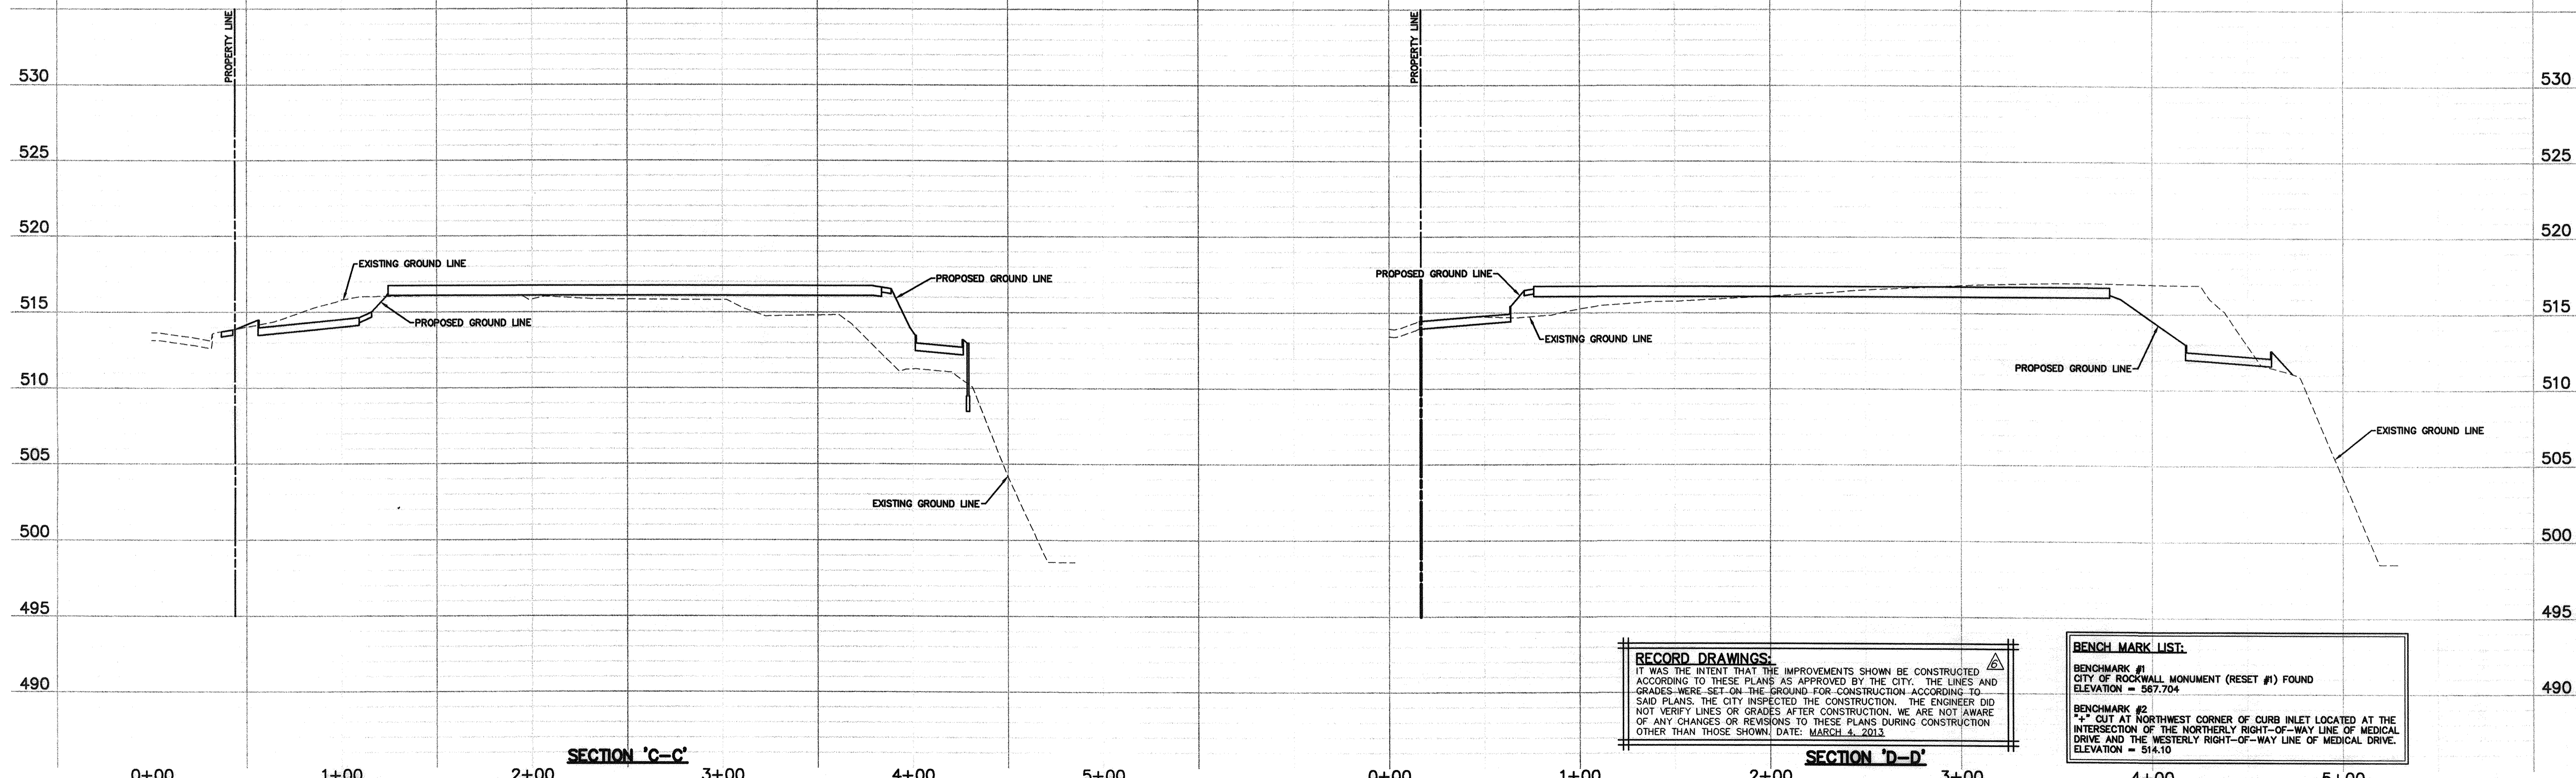 PROPERTY LINE
PROPERTY LINE
530
530
525
525
520
520
EXISTING GROUND LINE
PROPOSED GROUND LINE
PROPOSED GROUND LINE
515
515
PROPOSED GROUND LINE
EXISTING GROUND LINE
PROPOSED GROUND LINE
510
510
EXISTING GROUND LINE
505
505
EXISTING GROUND LINE
500
500
495
495
490
490
RECORD DRAWINGS:
6
IT WAS THE INTENT THAT THE IMPROVEMENTS SHOWN BE CONSTRUCTED
ACCORDING TO THESE PLANS AS APPROVED BY THE CITY. THE LINES AND
GRADES WERE SET ON THE GROUND FOR CONSTRUCTION ACCORDING TO
SAID PLANS. THE CITY INSPECTED THE CONSTRUCTION. THE ENGINEER DID
NOT VERIFY LINES OR GRADES AFTER CONSTRUCTION. WE ARE NOT AWARE
OF ANY CHANGES OR REVISIONS TO THESE PLANS DURING CONSTRUCTION
OTHER THAN THOSE SHOWN. DATE: MARCH 4, 2013
BENCH MARK LIST:
BENCHMARK #1
CITY OF ROCKWALL MONUMENT (RESET #1) FOUND
ELEVATION = 567.704
BENCHMARK #2
"+" CUT AT NORTHWEST CORNER OF CURB INLET LOCATED AT THE
INTERSECTION OF THE NORTHERLY RIGHT-OF-WAY LINE OF MEDICAL
DRIVE AND THE WESTERLY RIGHT-OF-WAY LINE OF MEDICAL DRIVE.
ELEVATION = 514.10
SECTION 'C-C'
SECTION 'D-D'
0+00 1+00 2+00 3+00 4+00 5+00 0+00 1+00 2+00 3+00 4+00 5+00